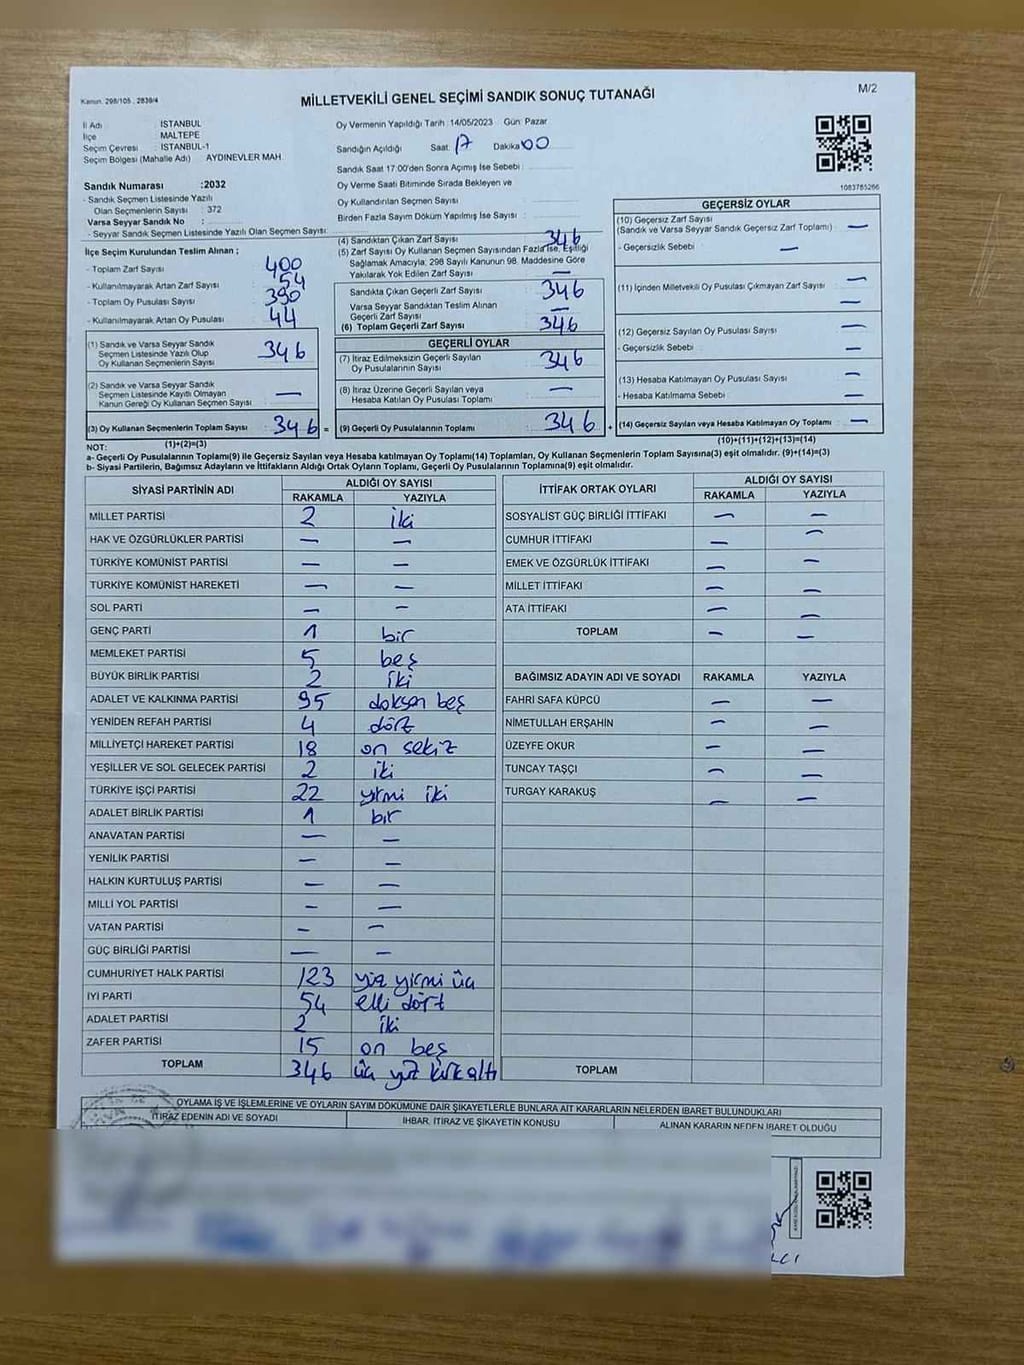 Kanun. 298/105 . 2839/4
MİLLETVEKİLİ GENEL SEÇİMİ SANDIK SONUÇ TUTANAĞI
M/2
İl Adı : İSTANBUL
İlçe : MALTEPE
Seçim Çevresi : İSTANBUL-1
Seçim Bölgesi (Mahalle Adı) AYDINEVLER MAH.
Oy Vermenin Yapıldığı Tarih :14/05/2023 Gün: Pazar
Sandığın Açıldığı Saat: 17 Dakika: 00
Sandık Saat 17:00'den Sonra Açımış İse Sebebi :
Sandık Numarası :2032
- Sandık Seçmen Listesinde Yazılı
Olan Seçmenlerin Sayısı : 372
Varsa Seyyar Sandık No :
- Seyyar Sandık Seçmen Listesinde Yazılı Olan Seçmen Sayısı:
Oy Verme Saati Bitiminde Sırada Bekleyen ve
Oy Kullandırılan Seçmen Sayısı :
Birden Fazla Sayım Döküm Yapılmış İse Sayısı :
1083785266
İlçe Seçim Kurulundan Teslim Alınan ;
- Toplam Zarf Sayısı : 400
- Kullanılmayarak Artan Zarf Sayısı : 54
- Toplam Oy Pusulası Sayısı : 390
- Kullanılmayarak Artan Oy Pusulası : 44
(1) Sandık ve Varsa Seyyar Sandık
Seçmen Listesinde Yazılı Olup
Oy Kullanan Seçmenlerin Sayısı : 346
(2) Sandık ve Varsa Seyyar Sandık
Seçmen Listesinde Kayıtlı Olmayan
Kanun Gereği Oy Kullanan Seçmen Sayısı : —
(3) Oy Kullanan Seçmenlerin Toplam Sayısı : 346 =
(1)+(2)=(3)
(4) Sandıktan Çıkan Zarf Sayısı : 346
(5) Zarf Sayısı Oy Kullanan Seçmen Sayısından Fazla İse, Eşitliği
Sağlamak Amacıyla; 298 Sayılı Kanunun 98. Maddesine Göre
Yakılarak Yok Edilen Zarf Sayısı : —
Sandıkta Çıkan Geçerli Zarf Sayısı : 346
Varsa Seyyar Sandıktan Teslim Alınan
Geçerli Zarf Sayısı : —
(6) Toplam Geçerli Zarf Sayısı : 346
GEÇERLİ OYLAR
(7) İtiraz Edilmeksizin Geçerli Sayılan
Oy Pusulalarının Sayısı : 346
(8) İtiraz Üzerine Geçerli Sayılan veya
Hesaba Katılan Oy Pusulası Toplamı : —
(9) Geçerli Oy Pusulalarının Toplamı : 346 +
GEÇERSİZ OYLAR
(10) Geçersiz Zarf Sayısı
(Sandık ve Varsa Seyyar Sandık Geçersiz Zarf Toplamı) : —
- Geçersizlik Sebebi : —
(11) İçinden Milletvekili Oy Pusulası Çıkmayan Zarf Sayısı : —
—
(12) Geçersiz Sayılan Oy Pusulası Sayısı : —
- Geçersizlik Sebebi : —
(13) Hesaba Katılmayan Oy Pusulası Sayısı : —
- Hesaba Katılmama Sebebi : —
(14) Geçersiz Sayılan veya Hesaba Katılmayan Oy Toplamı : —
(10)+(11)+(12)+(13)=(14)
NOT:
a- Geçerli Oy Pusulalarının Toplamı(9) ile Geçersiz Sayılan veya Hesaba katılmayan Oy Toplamı(14) Toplamları, Oy Kullanan Seçmenlerin Toplam Sayısına(3) eşit olmalıdır. (9)+(14)=(3)
b- Siyasi Partilerin, Bağımsız Adayların ve İttifakların Aldığı Ortak Oyların Toplamı, Geçerli Oy Pusulalarının Toplamına(9) eşit olmalıdır.
SİYASİ PARTİNİN ADI ALDIĞI OY SAYISI
RAKAMLA YAZIYLA
MİLLET PARTİSİ 2 iki
HAK VE ÖZGÜRLÜKLER PARTİSİ — —
TÜRKİYE KOMÜNİST PARTİSİ — —
TÜRKİYE KOMÜNİST HAREKETİ — —
SOL PARTİ — —
GENÇ PARTİ 1 bir
MEMLEKET PARTİSİ 5 beş
BÜYÜK BİRLİK PARTİSİ 2 iki
ADALET VE KALKINMA PARTİSİ 95 doksan beş
YENİDEN REFAH PARTİSİ 4 dört
MİLLİYETÇİ HAREKET PARTİSİ 18 on sekiz
YEŞİLLER VE SOL GELECEK PARTİSİ 2 iki
TÜRKİYE İŞÇİ PARTİSİ 22 yirmi iki
ADALET BİRLİK PARTİSİ 1 bir
ANAVATAN PARTİSİ — —
YENİLİK PARTİSİ — —
HALKIN KURTULUŞ PARTİSİ — —
MİLLİ YOL PARTİSİ — —
VATAN PARTİSİ — —
GÜÇ BİRLİĞİ PARTİSİ — —
CUMHURİYET HALK PARTİSİ 123 yüz yirmi üç
İYİ PARTİ 54 elli dört
ADALET PARTİSİ 2 iki
ZAFER PARTİSİ 15 on beş
TOPLAM 346 üç yüz kırk altı
İTTİFAK ORTAK OYLARI ALDIĞI OY SAYISI
RAKAMLA YAZIYLA
SOSYALİST GÜÇ BİRLİĞİ İTTİFAKI — —
CUMHUR İTTİFAKI — —
EMEK VE ÖZGÜRLÜK İTTİFAKI — —
MİLLET İTTİFAKI — —
ATA İTTİFAKI — —
TOPLAM — —
BAĞIMSIZ ADAYIN ADI VE SOYADI RAKAMLA YAZIYLA
FAHRİ SAFA KÜPCÜ — —
NİMETULLAH ERŞAHİN — —
ÜZEYFE OKUR — —
TUNCAY TAŞÇI — —
TURGAY KARAKUŞ — —
TOPLAM
OYLAMA İŞ VE İŞLEMLERİNE VE OYLARIN SAYIM DÖKÜMÜNE DAİR ŞİKAYETLERLE BUNLARA AİT KARARLARIN NELERDEN İBARET BULUNDUKLARI
İTİRAZ EDENİN ADI VE SOYADI İHBAR, İTİRAZ VE ŞİKAYETİN KONUSU ALINAN KARARIN NEDEN İBARET OLDUĞU